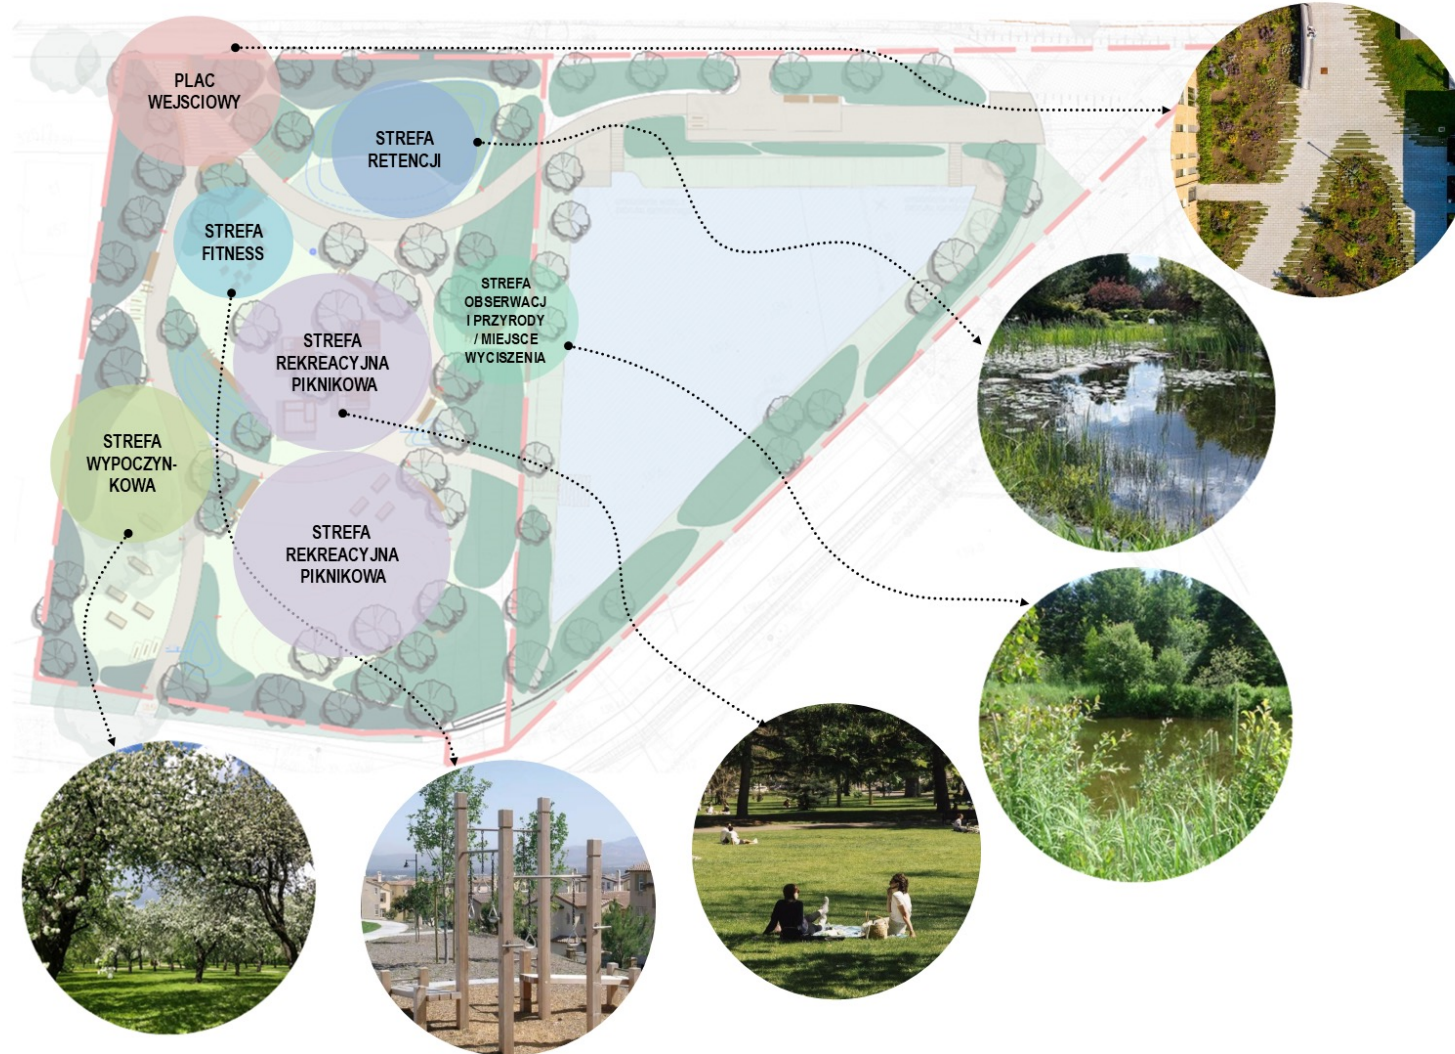 PLAC
WEJSCIOWY
STREFA
RETENCJI
STREFA
FITNESS
STREFA
OBSERWACJ
I PRZYRODY
/ MIEJSCE
WYCISZENIA
STREFA
REKREACYJNA
PIKNIKOWA
STREFA
WYPOCZYN-
KOWA
STREFA
REKREACYJNA
PIKNIKOWA